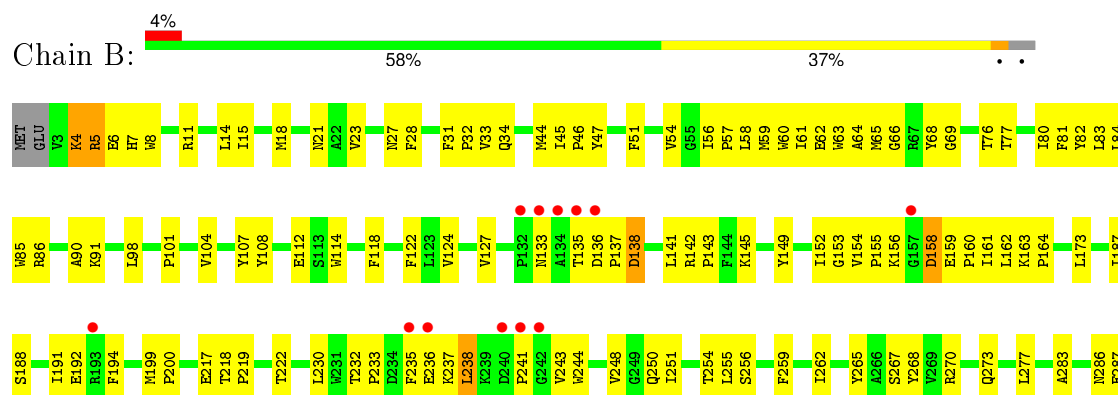 4%
Chain B:
58% 37% • •
MET GLU V3 K4 R5 E6 H7 W8 R11 L14 I15 M18 N21 A22 V23 N27 F28 F31 P32 V33 Q34 M44 I45 P46 Y47 F51 V54 G55 I56 P57 L58 M59 W60 I61 E62 W63 A64 M65 G66 R67 Y68 G69 T76 T77 I80 F81 Y82 L83 L84
W85 R86 A90 K91 L98 P101 V104 Y107 Y108 E112 S113 W114 F118 F122 L123 V124 V127 P132 N133 A134 T135 D136 P137 D138 L141 R142 P143 F144 K145 Y149 I152 G153 V154 P155 K156 G157 D158 E159 P160 I161 L162 K163 P164 L173 I187
S188 I191 E192 R193 F194 M199 P200 E217 T218 P219 T222 L230 W231 T232 P233 D234 F235 E236 K237 L238 K239 D240 P241 G242 V243 W244 V248 G249 Q250 I251 T254 L255 S256 F259 I262 Y265 A266 S267 Y268 V269 R270 Q273 L277 A283 N286